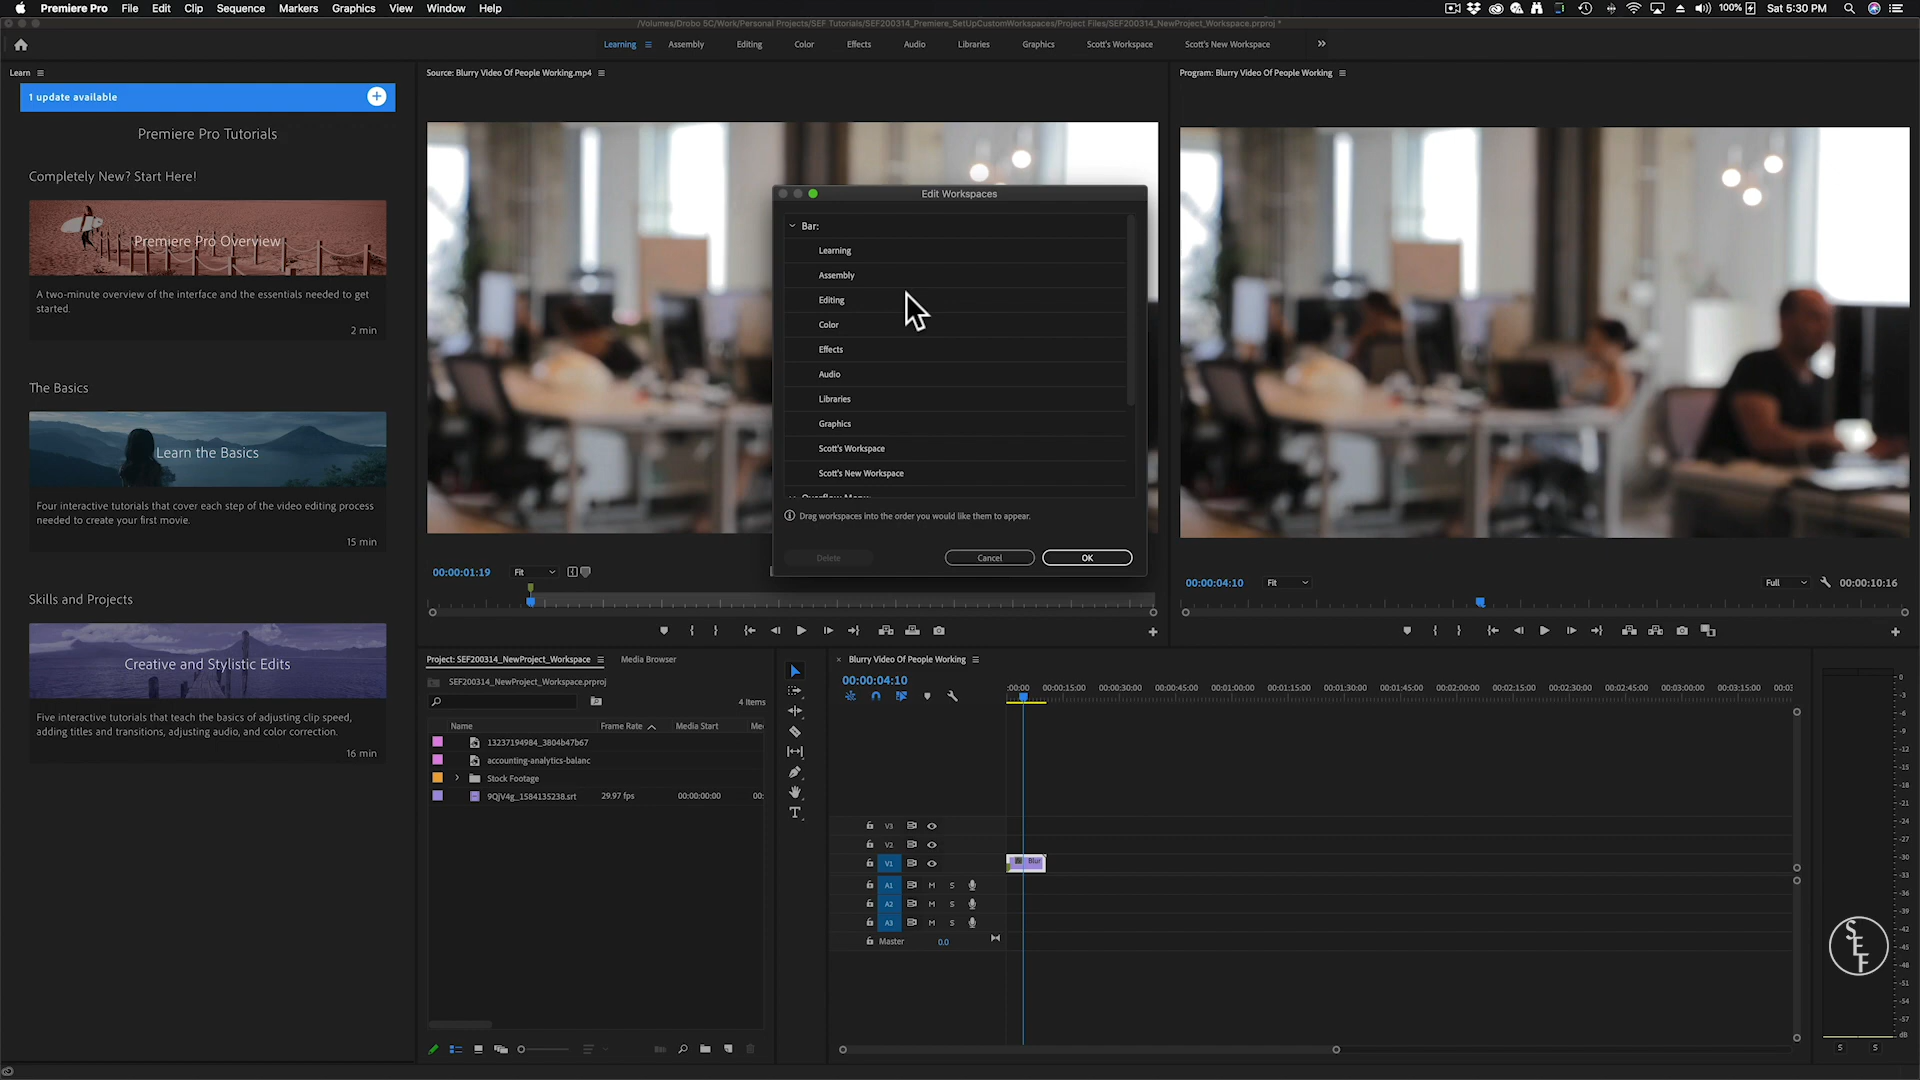 Premiere Pro File Edit Clip Sequence Markers Graphics View Window Help
100% Sat 5:30 PM
/Volumes/Drobo 5C/Work/Personal Projects/SEF Tutorials/SEF200314_Premiere_SetUpCustomWorkspaces/Project Files/SEF200314_NewProject_Workspace.prproj *
Learning Assembly Editing Color Effects Audio Libraries Graphics Scott's Workspace Scott's New Workspace
Learn
1 update available
Premiere Pro Tutorials
Completely New? Start Here!
Premiere Pro Overview
A two-minute overview of the interface and the essentials needed to get
started.
2 min
The Basics
Learn the Basics
Four interactive tutorials that cover each step of the video editing process
needed to create your first movie.
15 min
Skills and Projects
Creative and Stylistic Edits
Five interactive tutorials that teach the basics of adjusting clip speed,
adding titles and transitions, adjusting audio, and color correction.
16 min
Source: Blurry Video Of People Working.mp4
00:00:01:19 Fit
Program: Blurry Video Of People Working
00:00:04:10 Fit Full 00:00:10:16
Edit Workspaces
Bar:
Learning
Assembly
Editing
Color
Effects
Audio
Libraries
Graphics
Scott's Workspace
Scott's New Workspace
Drag workspaces into the order you would like them to appear.
Delete Cancel OK
Project: SEF200314_NewProject_Workspace Media Browser
SEF200314_NewProject_Workspace.prproj
4 Items
Name Frame Rate Media Start Me
13237194984_3804b47b67
accounting-analytics-balanc
Stock Footage
9QjV4g_1584135238.srt 29.97 fps 00:00:00:00 00:
Blurry Video Of People Working
00:00:04:10
:00:00 00:00:15:00 00:00:30:00 00:00:45:00 00:01:00:00 00:01:15:00 00:01:30:00 00:01:45:00 00:02:00:00 00:02:15:00 00:02:30:00 00:02:45:00 00:03:00:00 00:03:15:00 00:03
V3
V2
V1
Blur
A1 M S
A2 M S
A3 M S
Master 0.0
0
-3
-6
-9
-12
-15
-18
-21
-24
-27
-30
-33
-36
-39
-42
-45
-48
-51
-54
-57
dB
S S
SEF